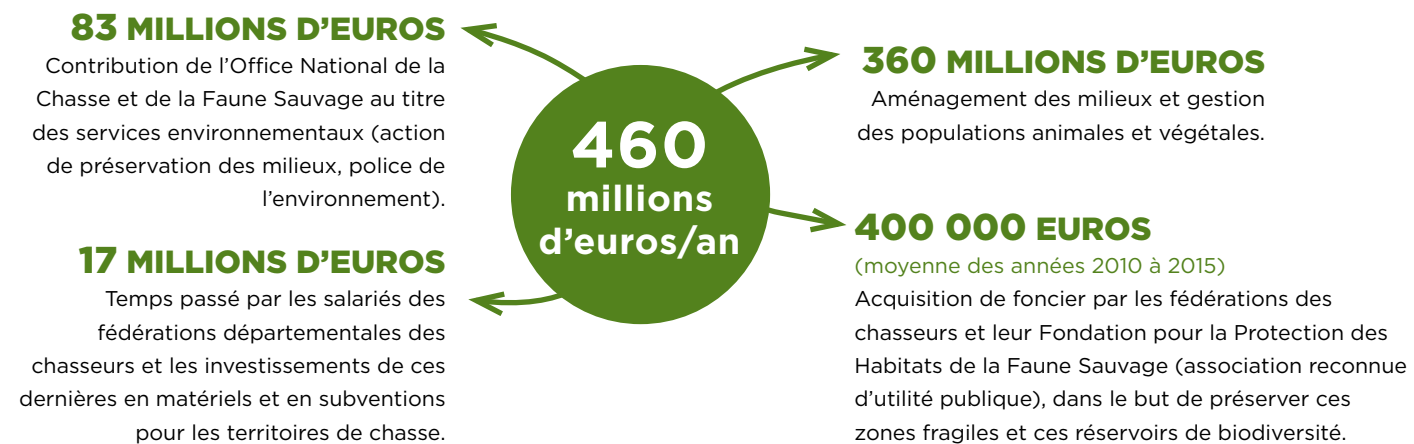 83 MILLIONS D’EUROS
Contribution de l’Office National de la
Chasse et de la Faune Sauvage au titre
des services environnementaux (action
de préservation des milieux, police de
l’environnement).
17 MILLIONS D’EUROS
Temps passé par les salariés des
fédérations départementales des
chasseurs et les investissements de ces
dernières en matériels et en subventions
pour les territoires de chasse.
460
millions
d’euros/an
360 MILLIONS D’EUROS
Aménagement des milieux et gestion
des populations animales et végétales.
400 000 EUROS
(moyenne des années 2010 à 2015)
Acquisition de foncier par les fédérations des
chasseurs et leur Fondation pour la Protection des
Habitats de la Faune Sauvage (association reconnue
d’utilité publique), dans le but de préserver ces
zones fragiles et ces réservoirs de biodiversité.